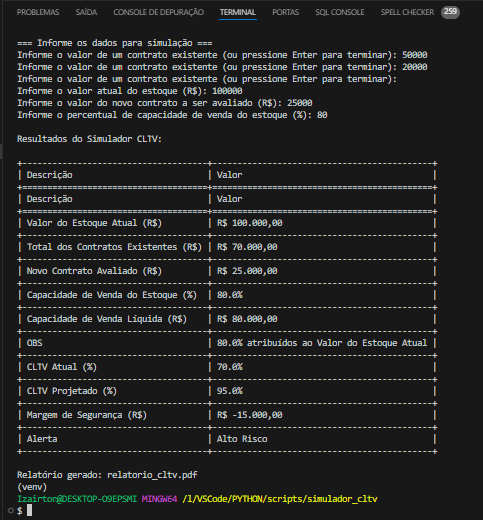 PROBLEMAS SAÍDA CONSOLE DE DEPURAÇÃO TERMINAL PORTAS SQL CONSOLE SPELL CHECKER 259
=== Informe os dados para simulação ===
Informe o valor de um contrato existente (ou pressione Enter para terminar): 50000
Informe o valor de um contrato existente (ou pressione Enter para terminar): 20000
Informe o valor de um contrato existente (ou pressione Enter para terminar):
Informe o valor atual do estoque (R$): 100000
Informe o valor do novo contrato a ser avaliado (R$): 25000
Informe o percentual de capacidade de venda do estoque (%): 80
Resultados do Simulador CLTV:
| Descrição | Valor |
| Descrição | Valor |
| Valor do Estoque Atual (R$) | R$ 100.000,00 |
| Total dos Contratos Existentes (R$) | R$ 70.000,00 |
| Novo Contrato Avaliado (R$) | R$ 25.000,00 |
| Capacidade de Venda do Estoque (%) | 80.0% |
| Capacidade de Venda Líquida (R$) | R$ 80.000,00 |
| OBS | 80.0% atribuídos ao Valor do Estoque Atual |
| CLTV Atual (%) | 70.0% |
| CLTV Projetado (%) | 95.0% |
| Margem de Segurança (R$) | R$ -15.000,00 |
| Alerta | Alto Risco |
Relatório gerado: relatorio_cltv.pdf
(venv)
Izairton@DESKTOP-O9EPSMI MINGW64 /l/VSCode/PYTHON/scripts/simulador_cltv
$